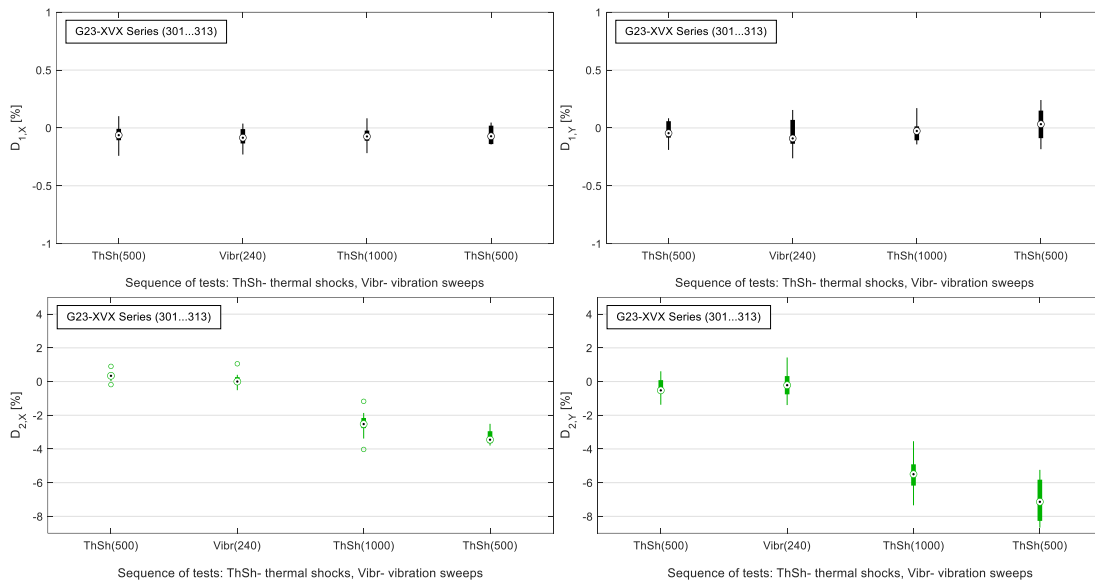 G23-XVX Series (301...313)
D1,X [%]
1
0.5
0
-0.5
-1
ThSh(500) Vibr(240) ThSh(1000) ThSh(500)
Sequence of tests: ThSh- thermal shocks, Vibr- vibration sweeps
G23-XVX Series (301...313)
D1,Y [%]
1
0.5
0
-0.5
-1
ThSh(500) Vibr(240) ThSh(1000) ThSh(500)
Sequence of tests: ThSh- thermal shocks, Vibr- vibration sweeps
G23-XVX Series (301...313)
D2,X [%]
4
2
0
-2
-4
-6
-8
ThSh(500) Vibr(240) ThSh(1000) ThSh(500)
Sequence of tests: ThSh- thermal shocks, Vibr- vibration sweeps
G23-XVX Series (301...313)
D2,Y [%]
4
2
0
-2
-4
-6
-8
ThSh(500) Vibr(240) ThSh(1000) ThSh(500)
Sequence of tests: ThSh- thermal shocks, Vibr- vibration sweeps